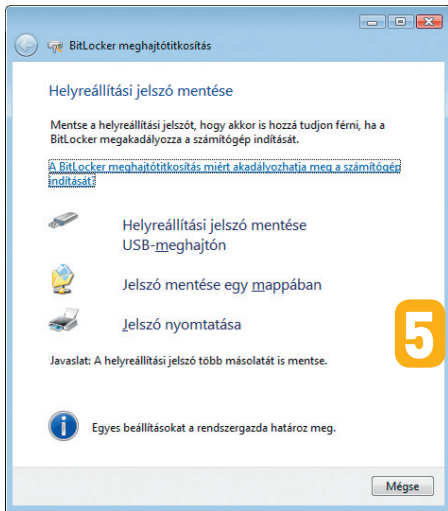 BitLocker meghajtótitkosítás
Helyreállítási jelszó mentése
Mentse a helyreállítási jelszót, hogy akkor is hozzá tudjon férni, ha a
BitLocker megakadályozza a számítógép indítását.
A BitLocker meghajtótitkosítás miért akadályozhatja meg a számítógép
indítását?
Helyreállítási jelszó mentése
USB-meghajtón
Jelszó mentése egy mappában
Jelszó nyomtatása
5
Javaslat: A helyreállítási jelszó több másolatát is mentse.
Egyes beállításokat a rendszergazda határoz meg.
Mégse